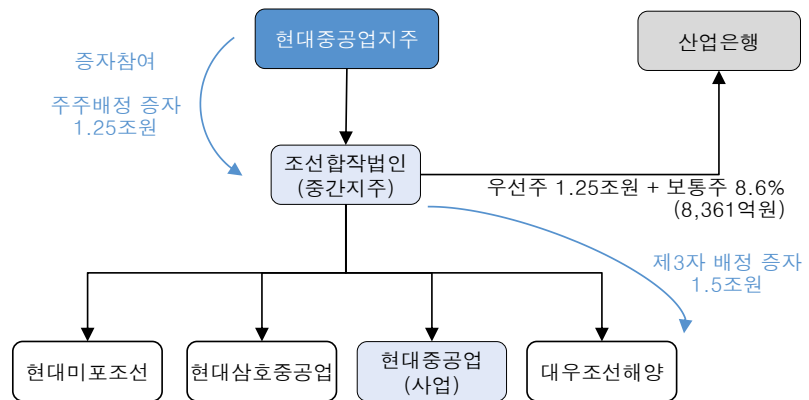 현대중공업지주
산업은행
증자참여
주주배정 증자
1.25조원
조선합작법인
(중간지주)
우선주 1.25조원 + 보통주 8.6%
(8,361억원)
제3자 배정 증자
1.5조원
현대미포조선
현대삼호중공업
현대중공업
(사업)
대우조선해양